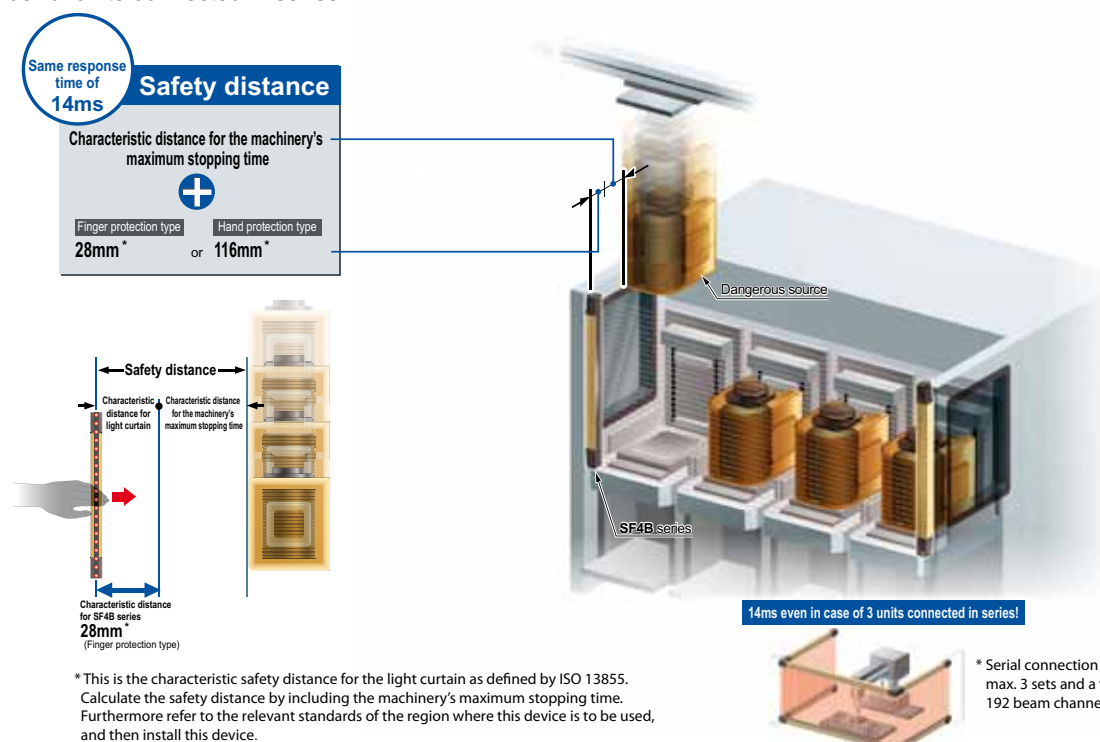 Same response
time of
14ms
Safety distance
Characteristic distance for the machinery's
maximum stopping time
Finger protection type
Hand protection type
28mm* or 116mm*
Dangerous source
Safety distance
Characteristic
distance for
light curtain
Characteristic distance
for the machinery's
maximum stopping time
SF4B series
Characteristic distance
for SF4B series
28mm*
(Finger protection type)
14ms even in case of 3 units connected in series!
* Serial connection
max. 3 sets and a
192 beam channe
* This is the characteristic safety distance for the light curtain as defined by ISO 13855.
Calculate the safety distance by including the machinery's maximum stopping time.
Furthermore refer to the relevant standards of the region where this device is to be used,
and then install this device.